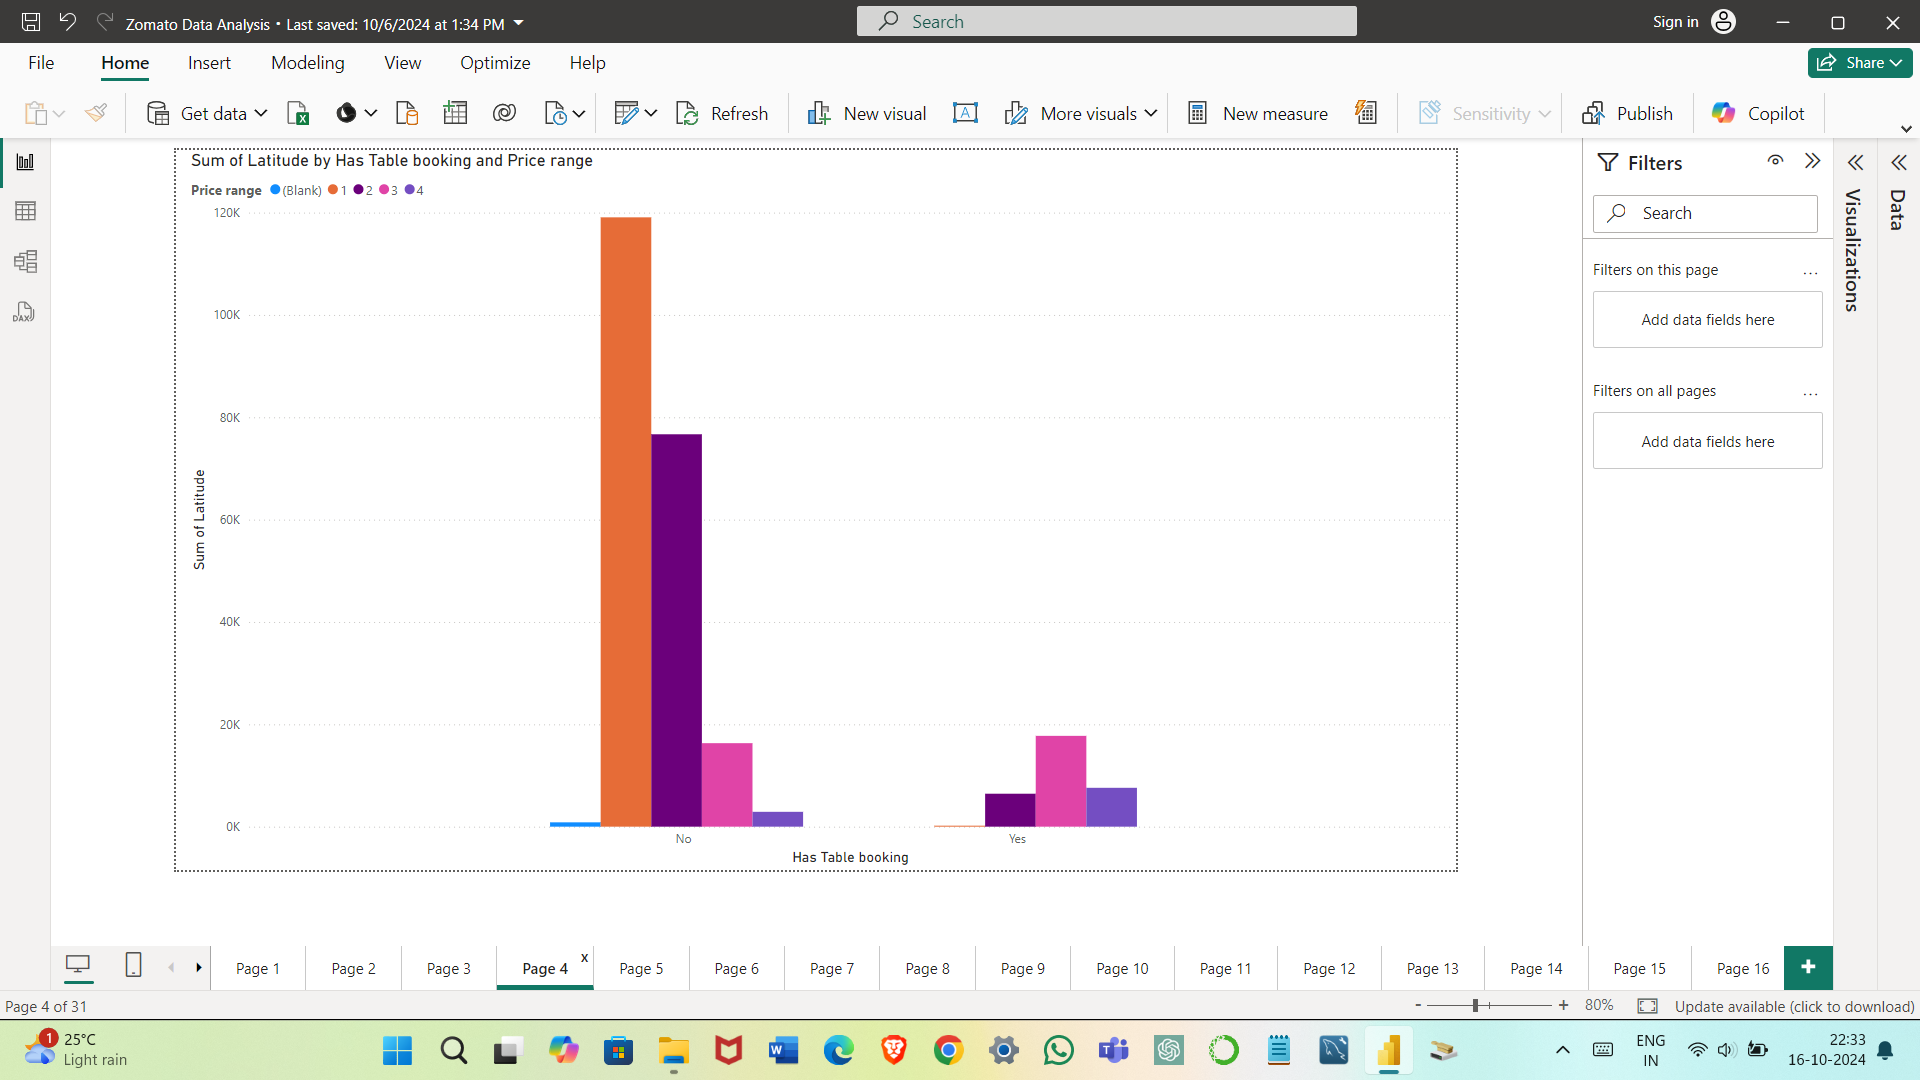 Zomato Data Analysis • Last saved: 10/6/2024 at 1:34 PM
Search
Sign in
File Home Insert Modeling View Optimize Help
Share
Get data
Refresh
New visual
A
More visuals
New measure
Sensitivity
Publish
Copilot
DAX
Sum of Latitude by Has Table booking and Price range
Price range (Blank) 1 2 3 4
120K
100K
80K
60K
40K
20K
0K
Sum of Latitude
No Yes
Has Table booking
Filters
Search
Filters on this page ...
Add data fields here
Filters on all pages ...
Add data fields here
Visualizations
Data
Page 1 Page 2 Page 3 Page 4 x Page 5 Page 6 Page 7 Page 8 Page 9 Page 10 Page 11 Page 12 Page 13 Page 14 Page 15 Page 16 +
Page 4 of 31
- + 80% Update available (click to download)
1
25°C
Light rain
ENG
IN
22:33
16-10-2024